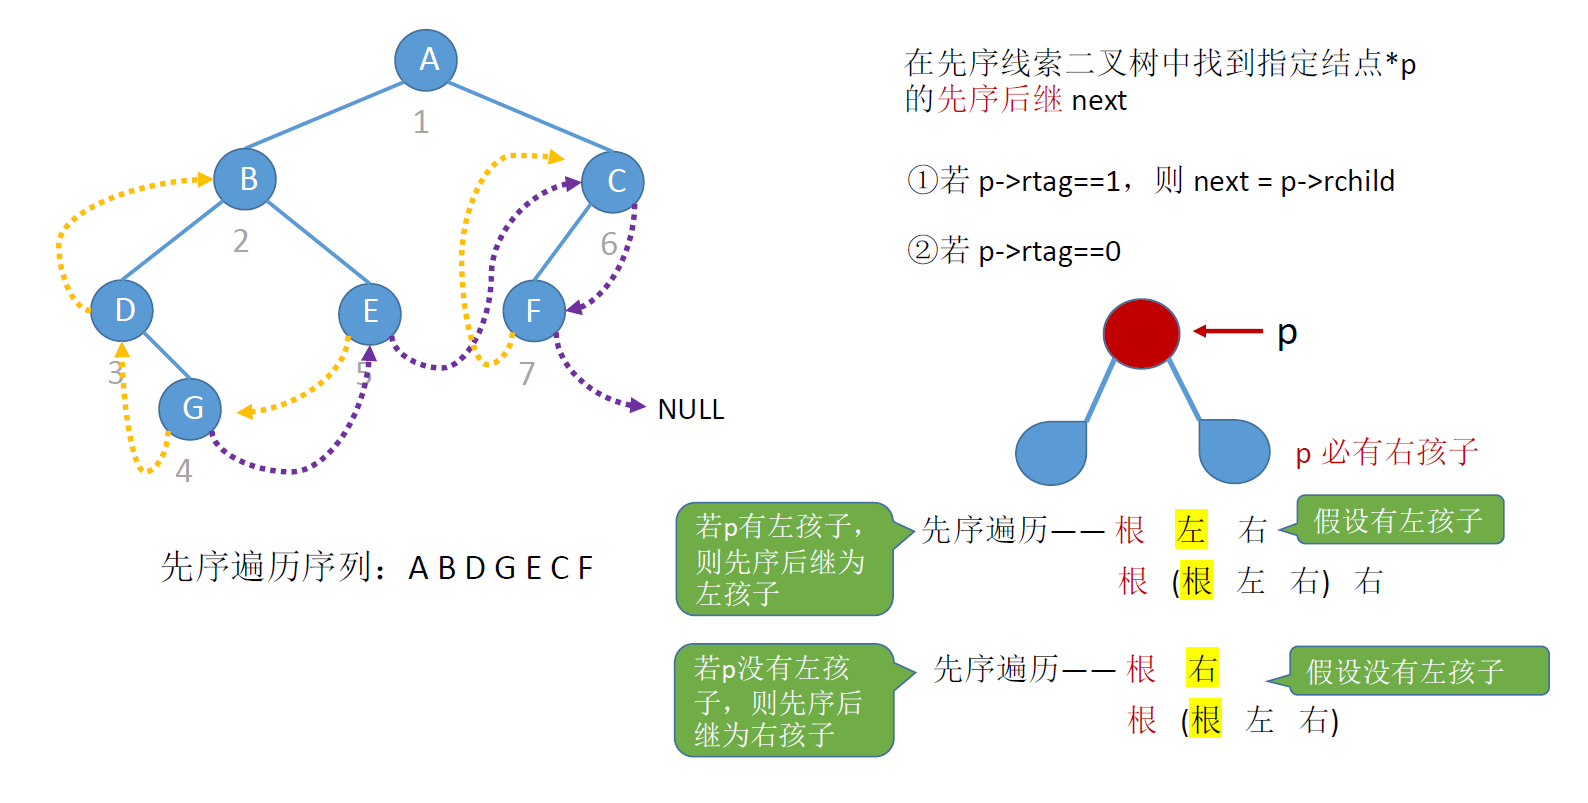 A
1
B
C
2
6
D
E
F
3
5
7
G
NULL
4
先序遍历序列：A B D G E C F
在先序线索二叉树中找到指定结点*p
的先序后继 next
①若 p->rtag==1，则 next = p->rchild
②若 p->rtag==0
p
p 必有右孩子
若p有左孩子，
则先序后继为
左孩子
先序遍历—— 根 左 右
假设有左孩子
根 (根 左 右) 右
若p没有左孩
子，则先序后
继为右孩子
先序遍历—— 根 右
假设没有左孩子
根 (根 左 右)